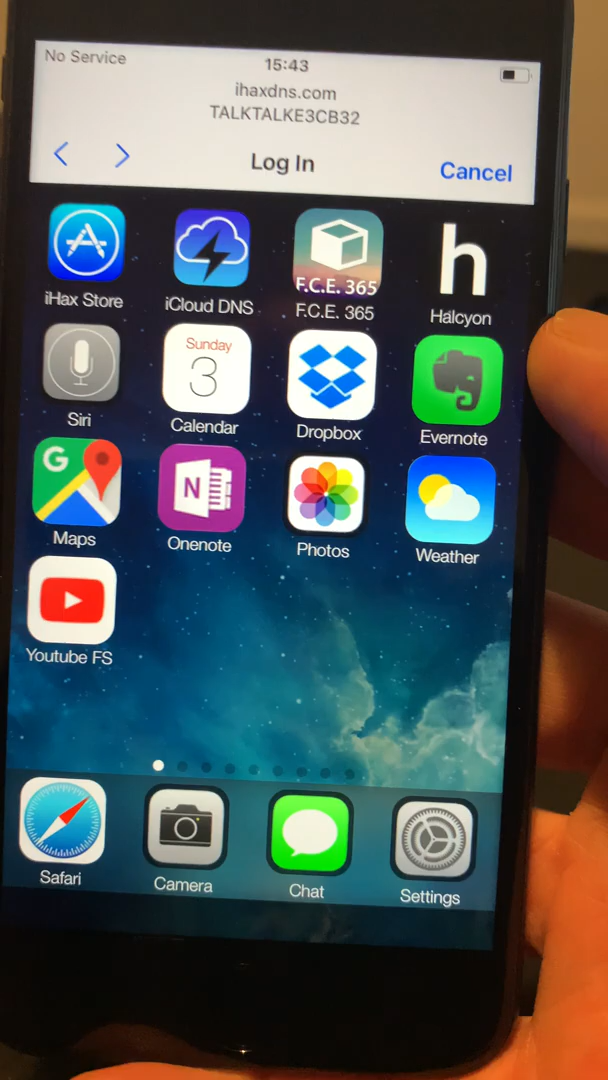 No Service
15:43
ihaxdns.com
TALKTALKE3CB32
Log In
Cancel
iHax Store
iCloud DNS
F.C.E. 365
F.C.E. 365
h
Halcyon
Siri
Sunday
3
Calendar
Dropbox
Evernote
G
Maps
N
Onenote
Photos
Weather
Youtube FS
Safari
Camera
Chat
Settings